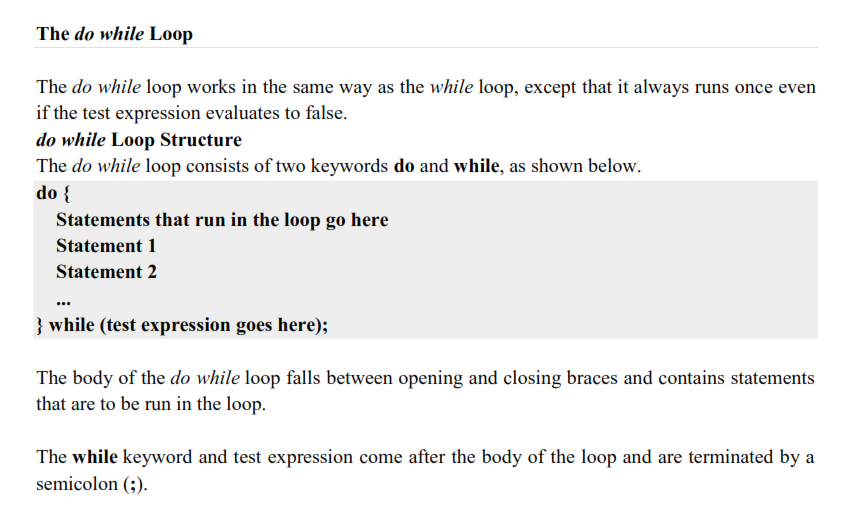 The do while Loop
The do while loop works in the same way as the while loop, except that it always runs once even
if the test expression evaluates to false.
do while Loop Structure
The do while loop consists of two keywords do and while, as shown below.
do {
Statements that run in the loop go here
Statement 1
Statement 2
...
} while (test expression goes here);
The body of the do while loop falls between opening and closing braces and contains statements
that are to be run in the loop.
The while keyword and test expression come after the body of the loop and are terminated by a
semicolon (;).